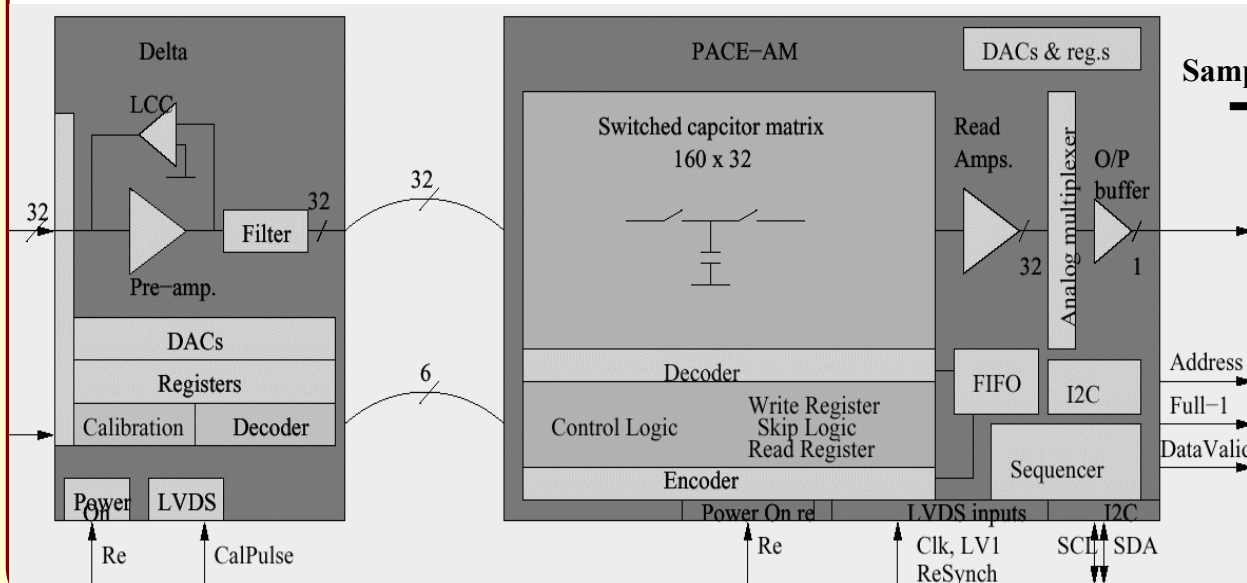 Delta
LCC
32
32
Filter
Pre-amp.
DACs
Registers
Calibration
Decoder
Power
On
LVDS
Re
CalPulse
32
6
PACE-AM
DACs & reg.s
Switched capcitor matrix
160 x 32
Read
Amps.
32
Analog multiplexer
O/P
buffer
1
Decoder
Control Logic
Write Register
Skip Logic
Read Register
Encoder
FIFO
I2C
Sequencer
Power On re
LVDS inputs
I2C
Re
Clk, LV1
ReSynch
SCL
SDA
Address
Full-1
DataValid
Samp